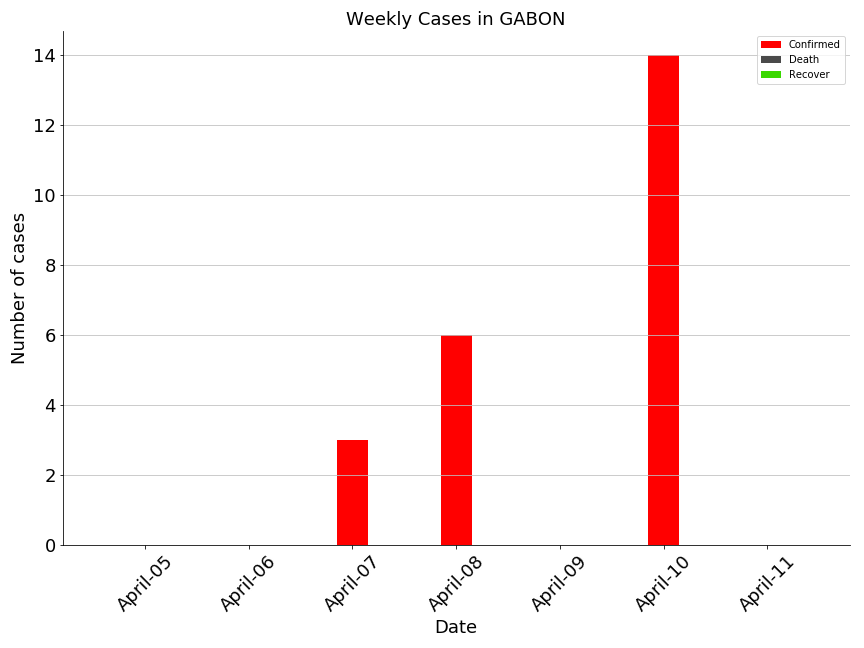 Weekly Cases in GABON
Confirmed
Death
Recover
Number of cases
14
12
10
8
6
4
2
0
April-05
April-06
April-07
April-08
April-09
April-10
April-11
Date